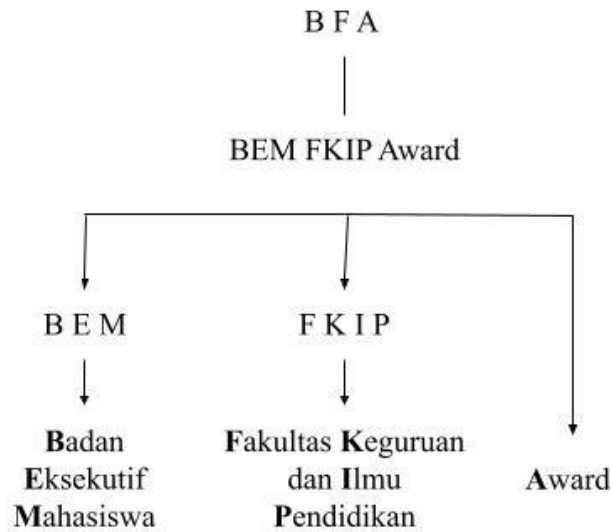 B F A
BEM FKIP Award
B E M
F K I P
Badan
Eksekutif
Mahasiswa
Fakultas Keguruan
dan Ilmu
Pendidikan
Award